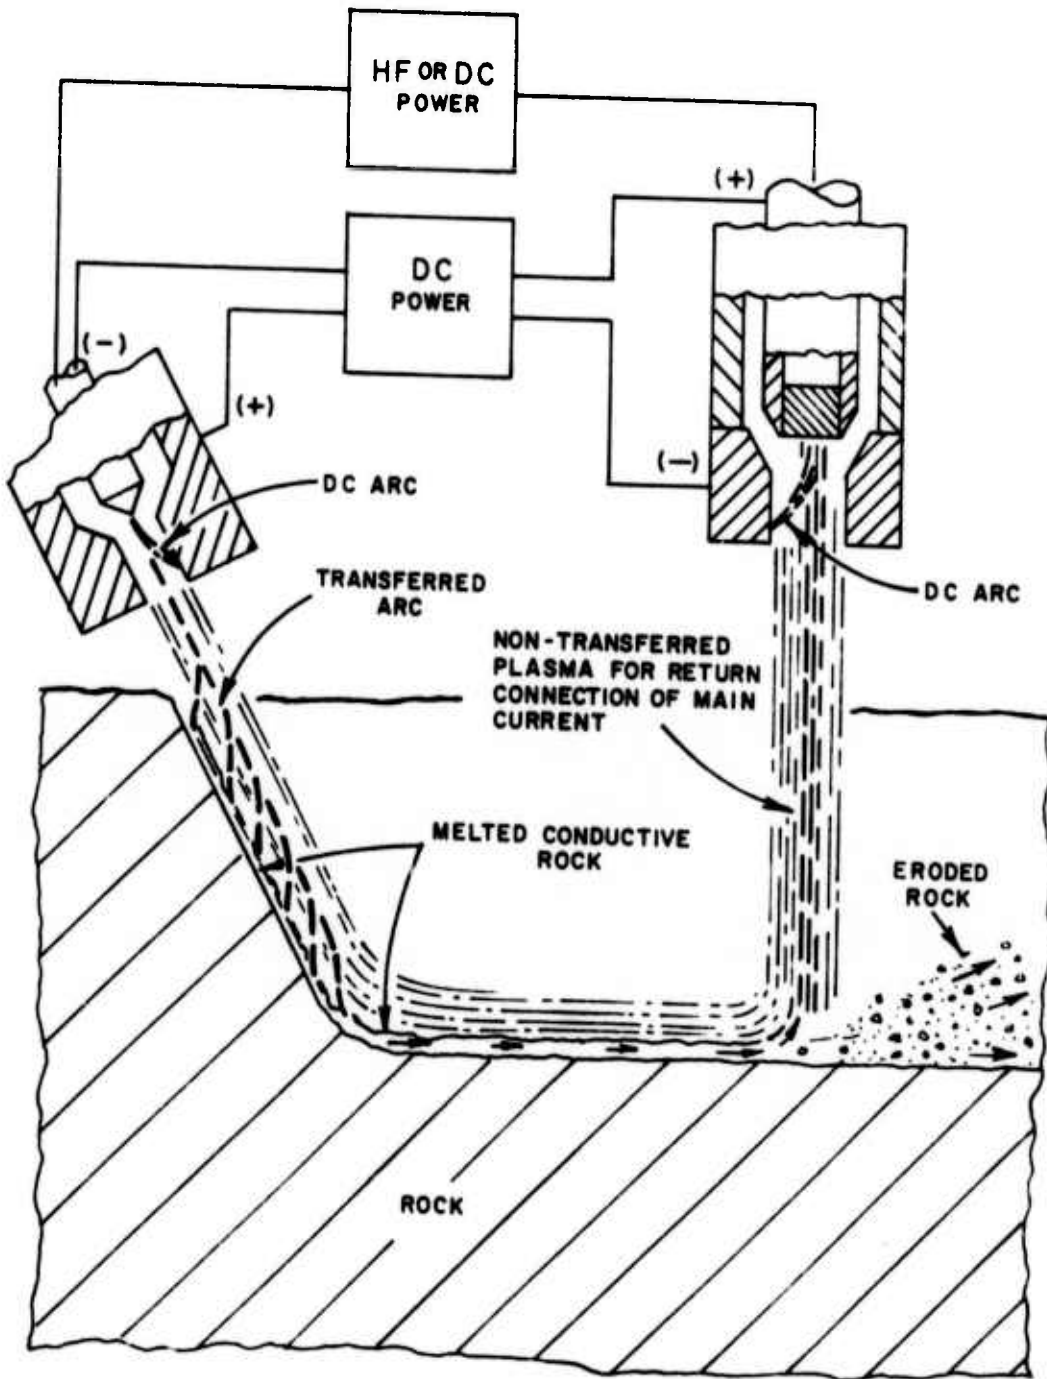 HF OR DC
POWER
(+)
DC
POWER
(-)
(+)
(-)
DC ARC
TRANSFERRED
ARC
DC ARC
NON-TRANSFERRED
PLASMA FOR RETURN
CONNECTION OF MAIN
CURRENT
MELTED CONDUCTIVE
ROCK
ERODED
ROCK
ROCK